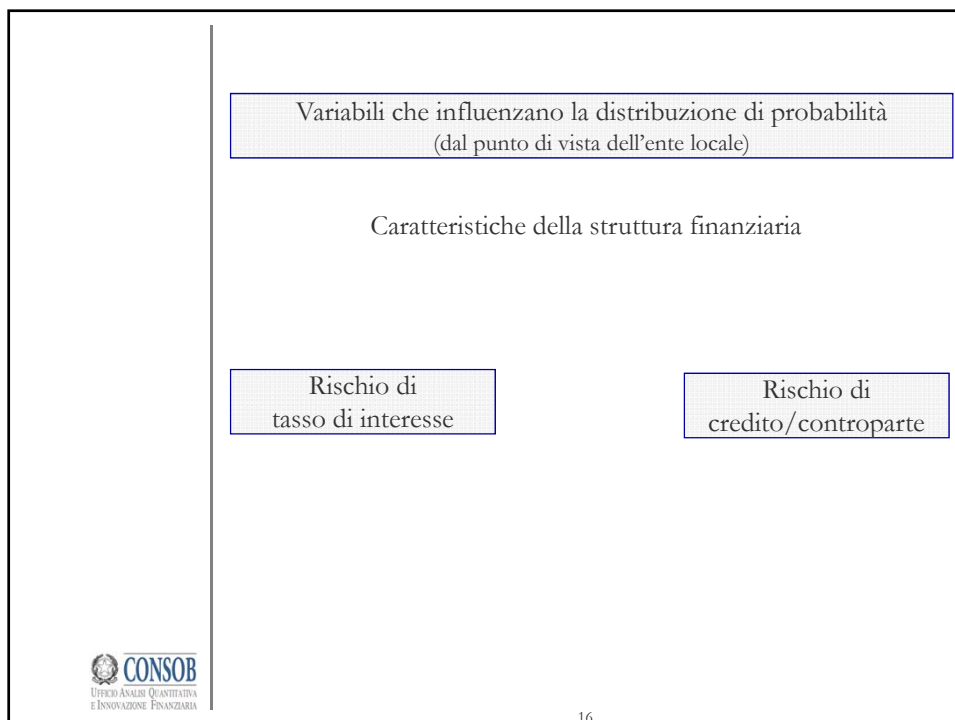 Variabili che influenzano la distribuzione di probabilità
(dal punto di vista dell'ente locale)
Caratteristiche della struttura finanziaria
Rischio di
tasso di interesse
Rischio di
credito/controparte
CONSOB
UFFICIO ANALISI QUANTITATIVA
E INNOVAZIONE FINANZIARIA
16